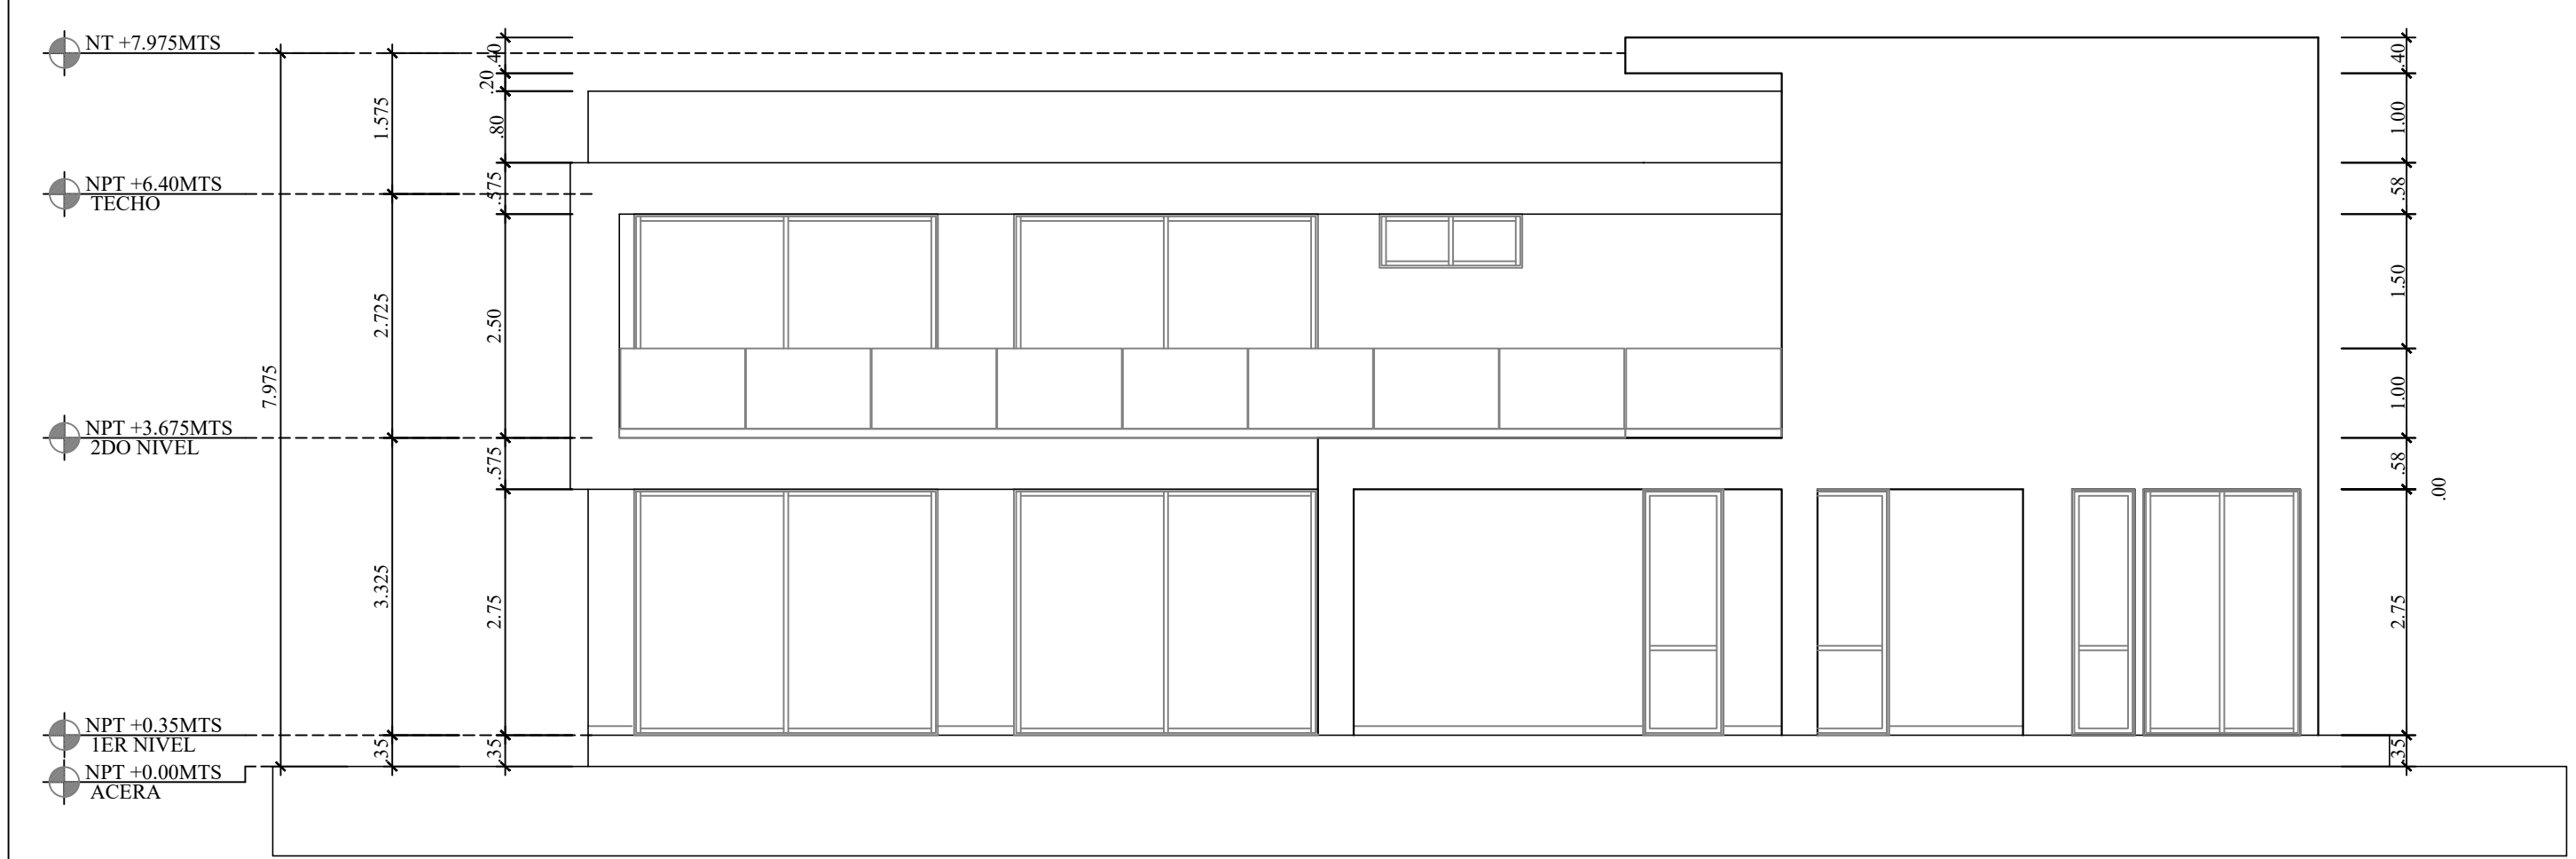 NT +7.975MTS
NPT +6.40MTS
TECHO
NPT +3.675MTS
2DO NIVEL
NPT +0.35MTS
1ER NIVEL
NPT +0.00MTS
ACERA
7.975
1.575
2.725
3.325
.35
.40
.20
.80
.575
2.50
.575
2.75
.35
.40
1.00
.58
1.50
1.00
.58
2.75
.35
.00